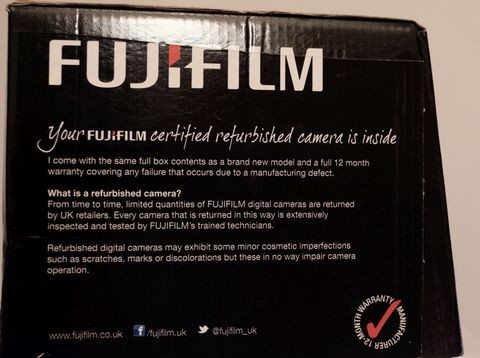 FUJIFILM
Your FUJIFILM certified refurbished camera is inside
I come with the same full box contents as a brand new model and a full 12 month
warranty covering any failure that occurs due to a manufacturing defect.
What is a refurbished camera?
From time to time, limited quantities of FUJIFILM digital cameras are returned
by UK retailers. Every camera that is returned in this way is extensively
inspected and tested by FUJIFILM's trained technicians.
Refurbished digital cameras may exhibit some minor cosmetic imperfections
such as scratches, marks or discolorations but these in no way impair camera
operation.
www.fujifilm.co.uk f /fujifilm.uk @fujifilm_uk
MANUFACTURER 12-MONTH WARRANTY